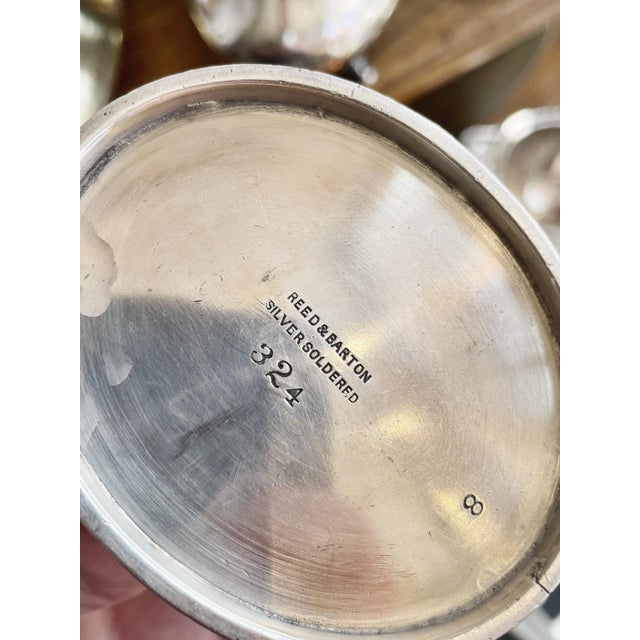 REED & BARTON
SILVER SOLDERED
324
8